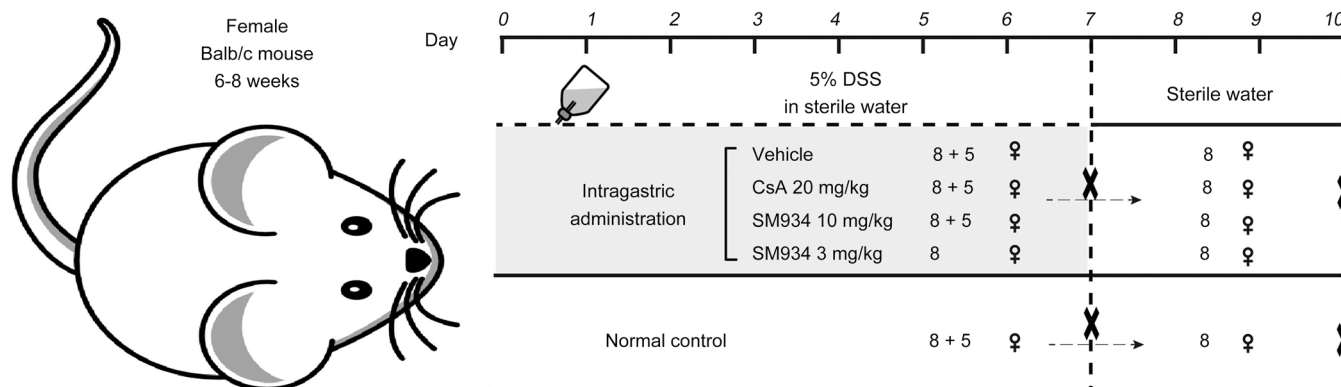 Female
Balb/c mouse
6-8 weeks
Day
0 1 2 3 4 5 6 7 8 9 10
5% DSS
in sterile water
Sterile water
Intragastric
administration
Vehicle 8 + 5 ♀ 8 ♀
CsA 20 mg/kg 8 + 5 ♀ 8 ♀
SM934 10 mg/kg 8 + 5 ♀ 8 ♀
SM934 3 mg/kg 8 ♀ 8 ♀
Normal control 8 + 5 ♀ 8 ♀